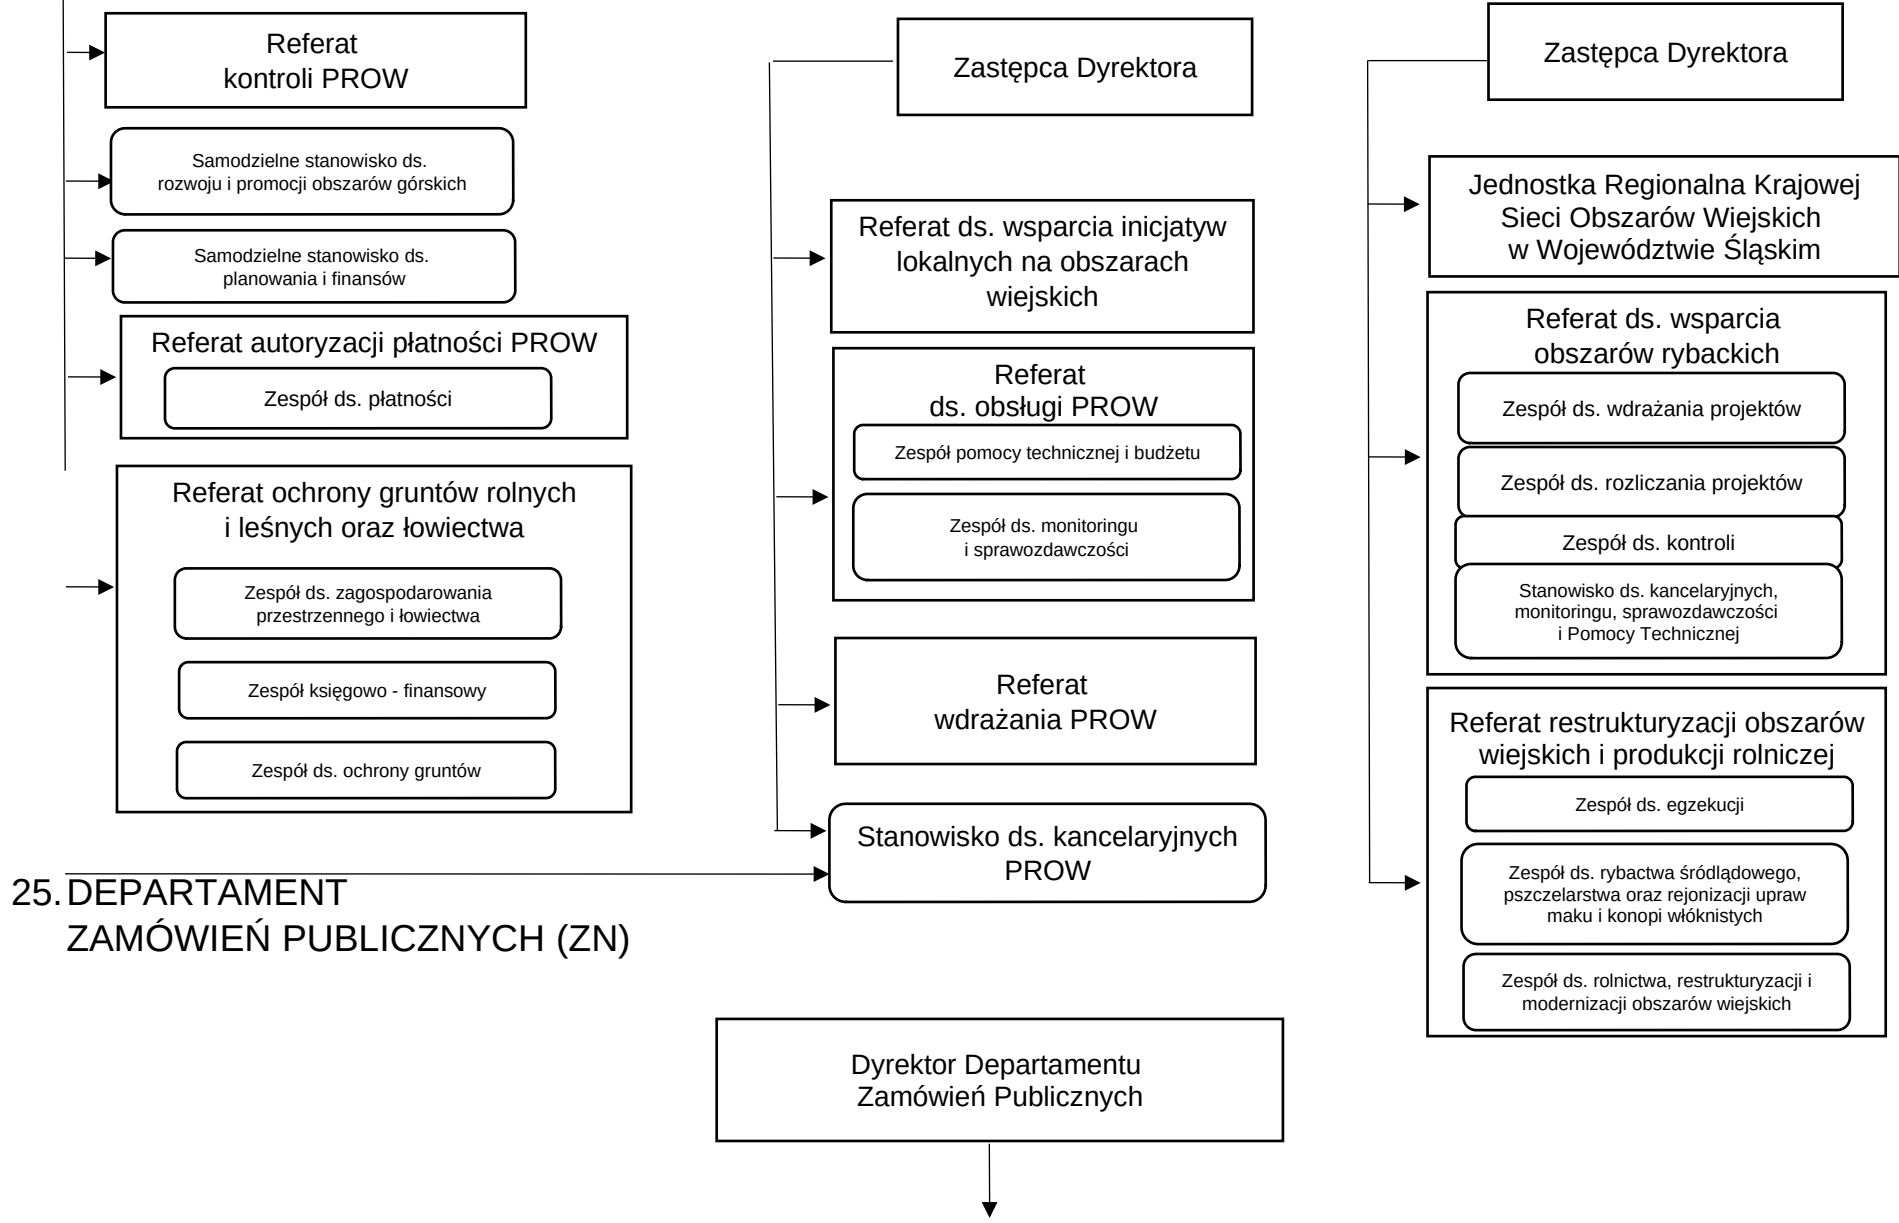 Referat
kontroli PROW
Samodzielne stanowisko ds.
rozwoju i promocji obszarów górskich
Samodzielne stanowisko ds.
planowania i finansów
Referat autoryzacji płatności PROW
Zespół ds. płatności
Referat ochrony gruntów rolnych
i leśnych oraz łowiectwa
Zespół ds. zagospodarowania
przestrzennego i łowiectwa
Zespół księgowo - finansowy
Zespół ds. ochrony gruntów
Zastępca Dyrektora
Referat ds. wsparcia inicjatyw
lokalnych na obszarach
wiejskich
Referat
ds. obsługi PROW
Zespół pomocy technicznej i budżetu
Zespół ds. monitoringu
i sprawozdawczości
Referat
wdrażania PROW
Stanowisko ds. kancelaryjnych
PROW
Zastępca Dyrektora
Jednostka Regionalna Krajowej
Sieci Obszarów Wiejskich
w Województwie Śląskim
Referat ds. wsparcia
obszarów rybackich
Zespół ds. wdrażania projektów
Zespół ds. rozliczania projektów
Zespół ds. kontroli
Stanowisko ds. kancelaryjnych,
monitoringu, sprawozdawczości
i Pomocy Technicznej
Referat restrukturyzacji obszarów
wiejskich i produkcji rolniczej
Zespół ds. egzekucji
Zespół ds. rybactwa śródlądowego,
pszczelarstwa oraz rejonizacji upraw
maku i konopi włóknistych
Zespół ds. rolnictwa, restrukturyzacji i
modernizacji obszarów wiejskich
25. DEPARTAMENT
ZAMÓWIEŃ PUBLICZNYCH (ZN)
Dyrektor Departamentu
Zamówień Publicznych